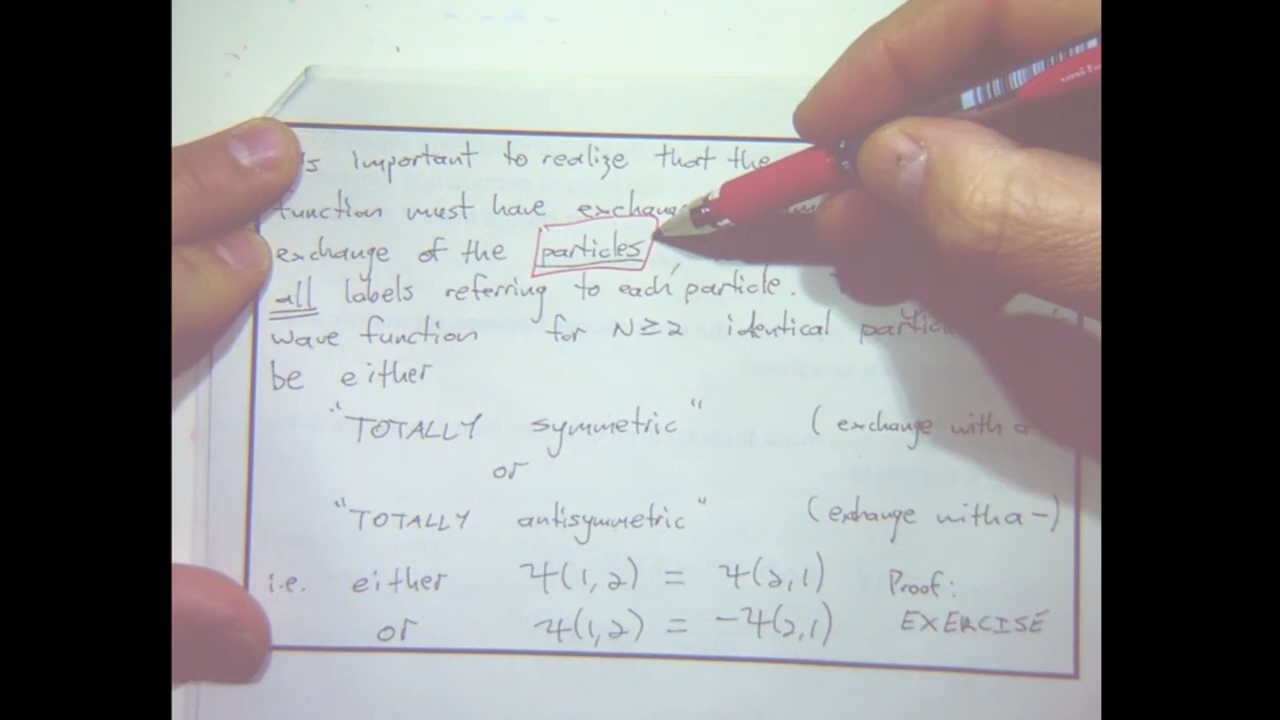 is important to realize that the
function must have
exchange of the particles
all labels referring to each particle.
wave function for N≥2 identical
be either
"TOTALLY symmetric" (exchange with a
or
"TOTALLY antisymmetric" (exchange with a -)
i.e. either Ψ(1,2) = Ψ(2,1) Proof:
or Ψ(1,2) = -Ψ(2,1) EXERCISE